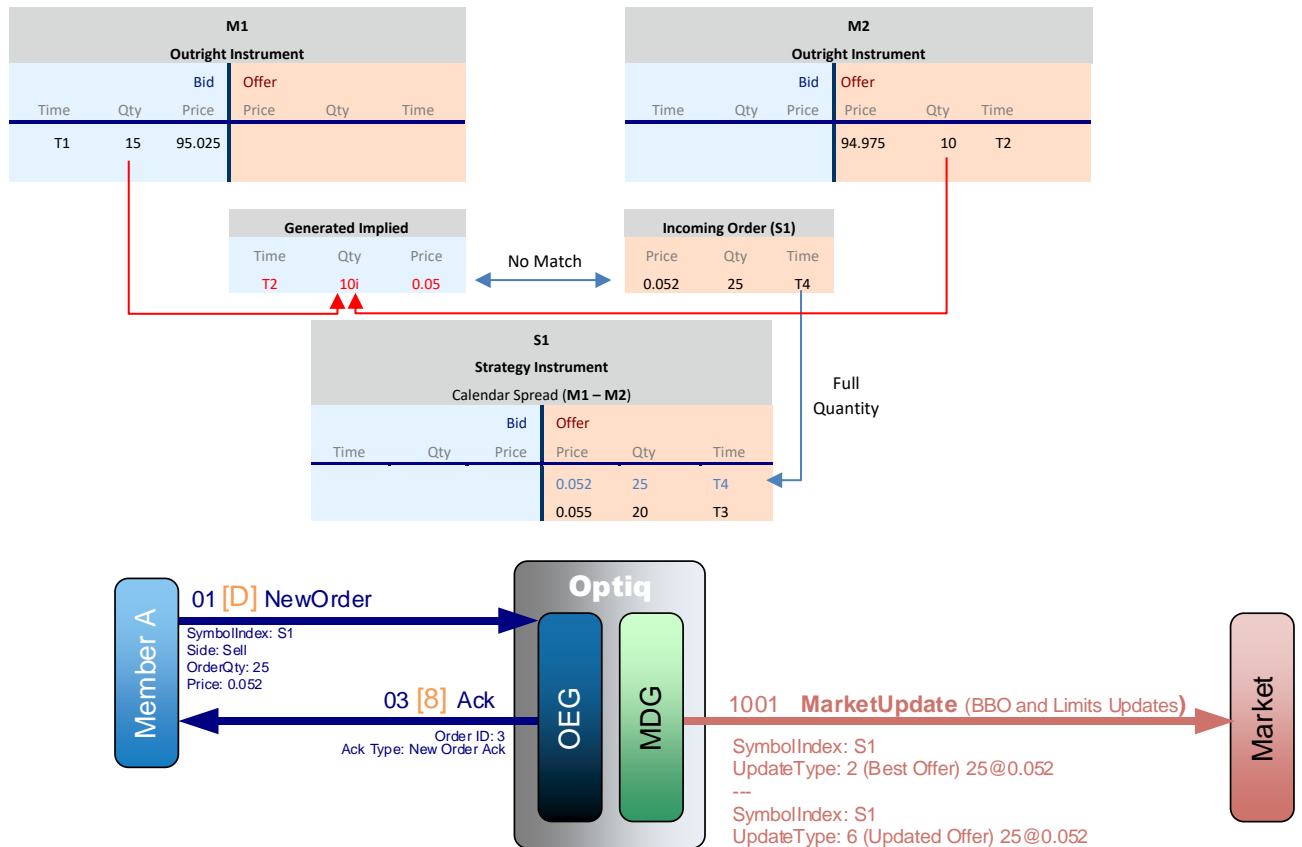 M1
Outright Instrument
Bid Offer
Time Qty Price Price Qty Time
T1 15 95.025
M2
Outright Instrument
Bid Offer
Time Qty Price Price Qty Time
94.975 10 T2
Generated Implied
Time Qty Price
T2 10i 0.05
No Match
Incoming Order (S1)
Price Qty Time
0.052 25 T4
Full
Quantity
S1
Strategy Instrument
Calendar Spread (M1 – M2)
Bid Offer
Time Qty Price Price Qty Time
0.052 25 T4
0.055 20 T3
Member A
01 [D] NewOrder
SymbolIndex: S1
Side: Sell
OrderQty: 25
Price: 0.052
03 [8] Ack
Order ID: 3
Ack Type: New Order Ack
Optiq
OEG
MDG
1001 MarketUpdate (BBO and Limits Updates)
SymbolIndex: S1
UpdateType: 2 (Best Offer) 25@0.052
---
SymbolIndex: S1
UpdateType: 6 (Updated Offer) 25@0.052
Market